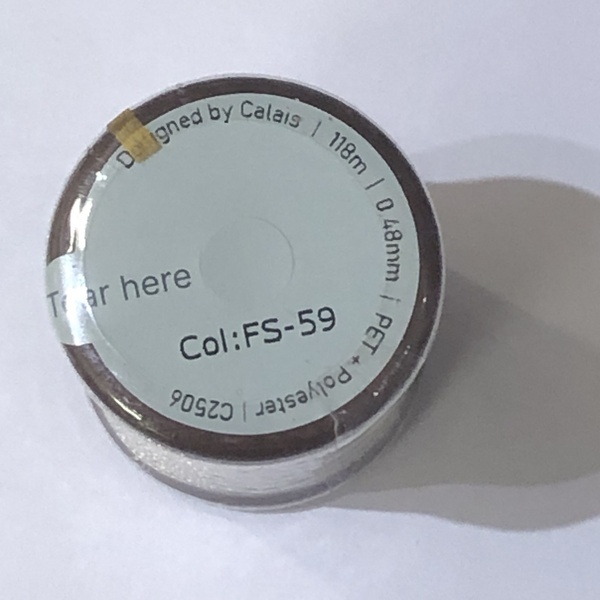 Designed by Calais | 118m | 0.48mm | PET + Polyester | C2506
Tear here
Col:FS-59